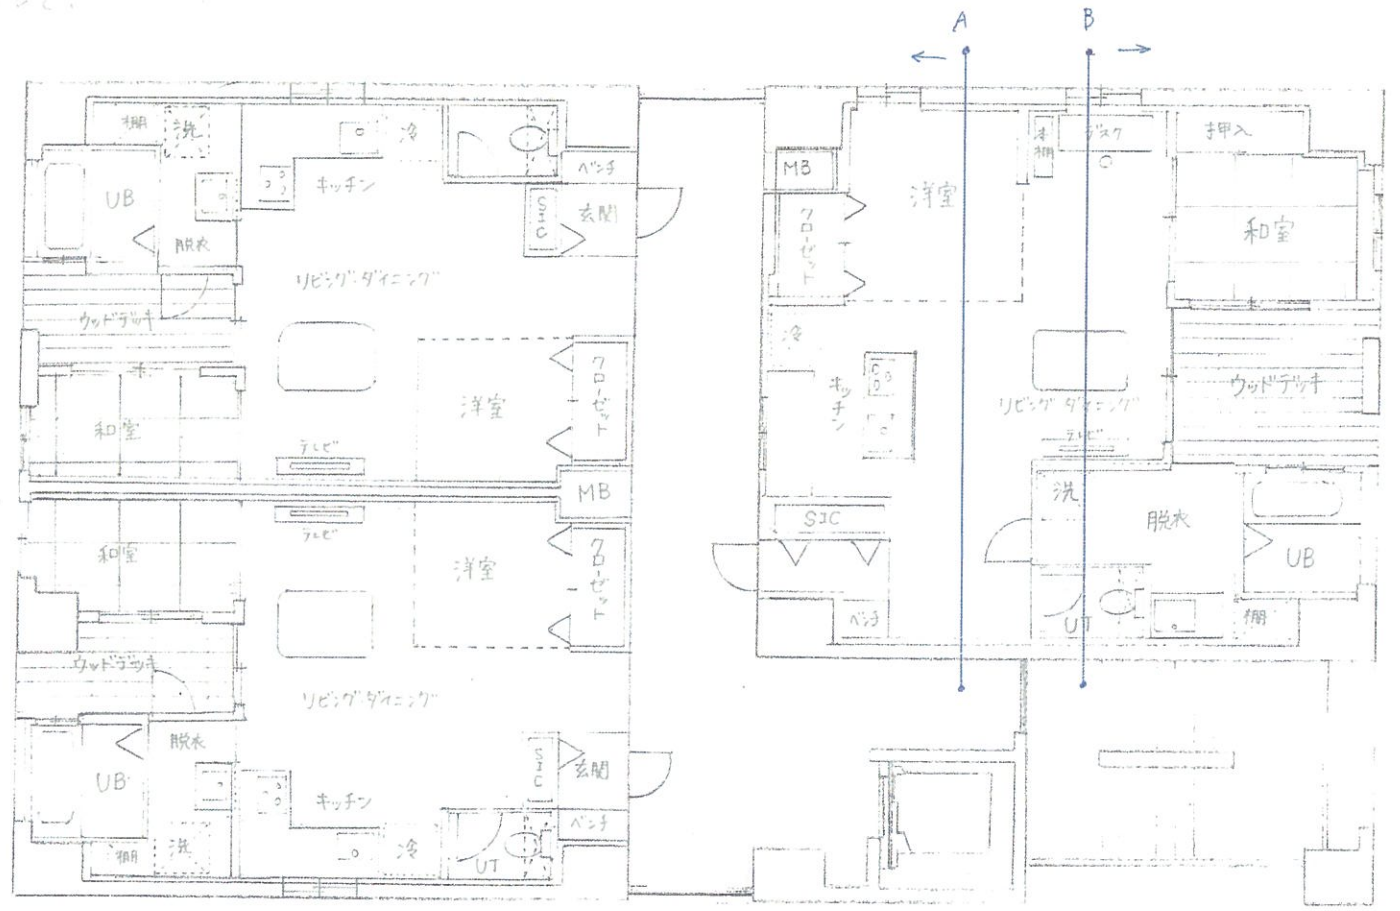 A
B
棚
洗
冷
ベンチ
UB
キッチン
SIC
玄関
脱衣
リビング・ダイニング
ウッドデッキ
クローゼット
洋室
和室
テレビ
MB
テレビ
和室
洋室
クローゼット
ウッドデッキ
リビング・ダイニング
脱衣
SIC
玄関
UB
キッチン
ベンチ
棚
洗
冷
UT
本棚
デスク
押入
MB
洋室
クローゼット
和室
冷
キッチン
ウッドデッキ
リビング・ダイニング
テレビ
洗
SIC
脱衣
UB
ベンチ
UT
棚